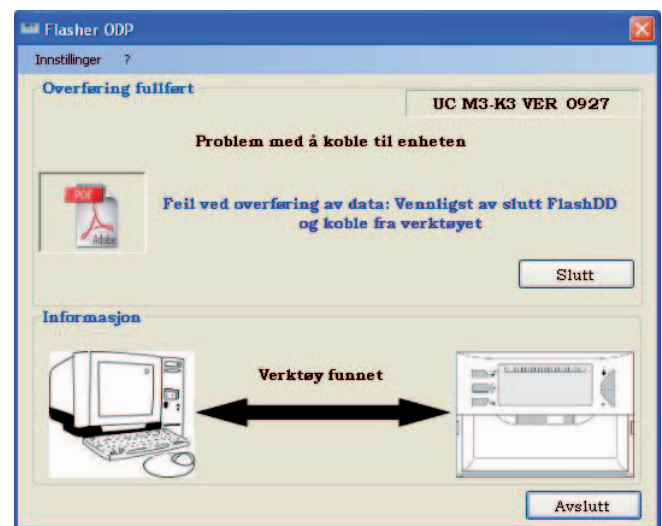 Flasher ODP
Innstillinger ?
Overføring fullført
UC M3-K3 VER 0927
Problem med å koble til enheten
PDF
Adobe
Feil ved overføring av data: Vennligst av slutt FlashDD
og koble fra verktøyet
Slutt
Informasjon
Verktøy funnet
Avslutt